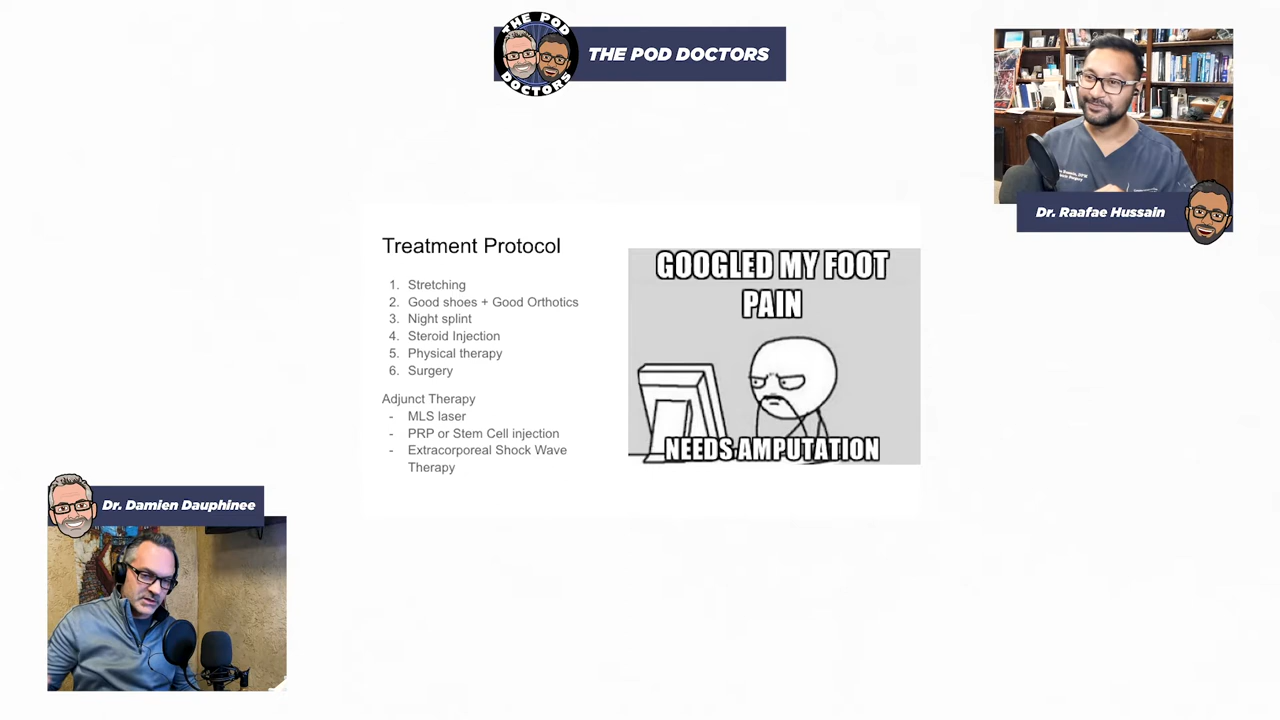 THE POD
DOCTORS
THE POD DOCTORS
Dr. Raafae Hussain
Treatment Protocol
1. Stretching
2. Good shoes + Good Orthotics
3. Night splint
4. Steroid Injection
5. Physical therapy
6. Surgery
Adjunct Therapy
- MLS laser
- PRP or Stem Cell injection
- Extracorporeal Shock Wave
Therapy
GOOGLED MY FOOT
PAIN
NEEDS AMPUTATION
Dr. Damien Dauphinee